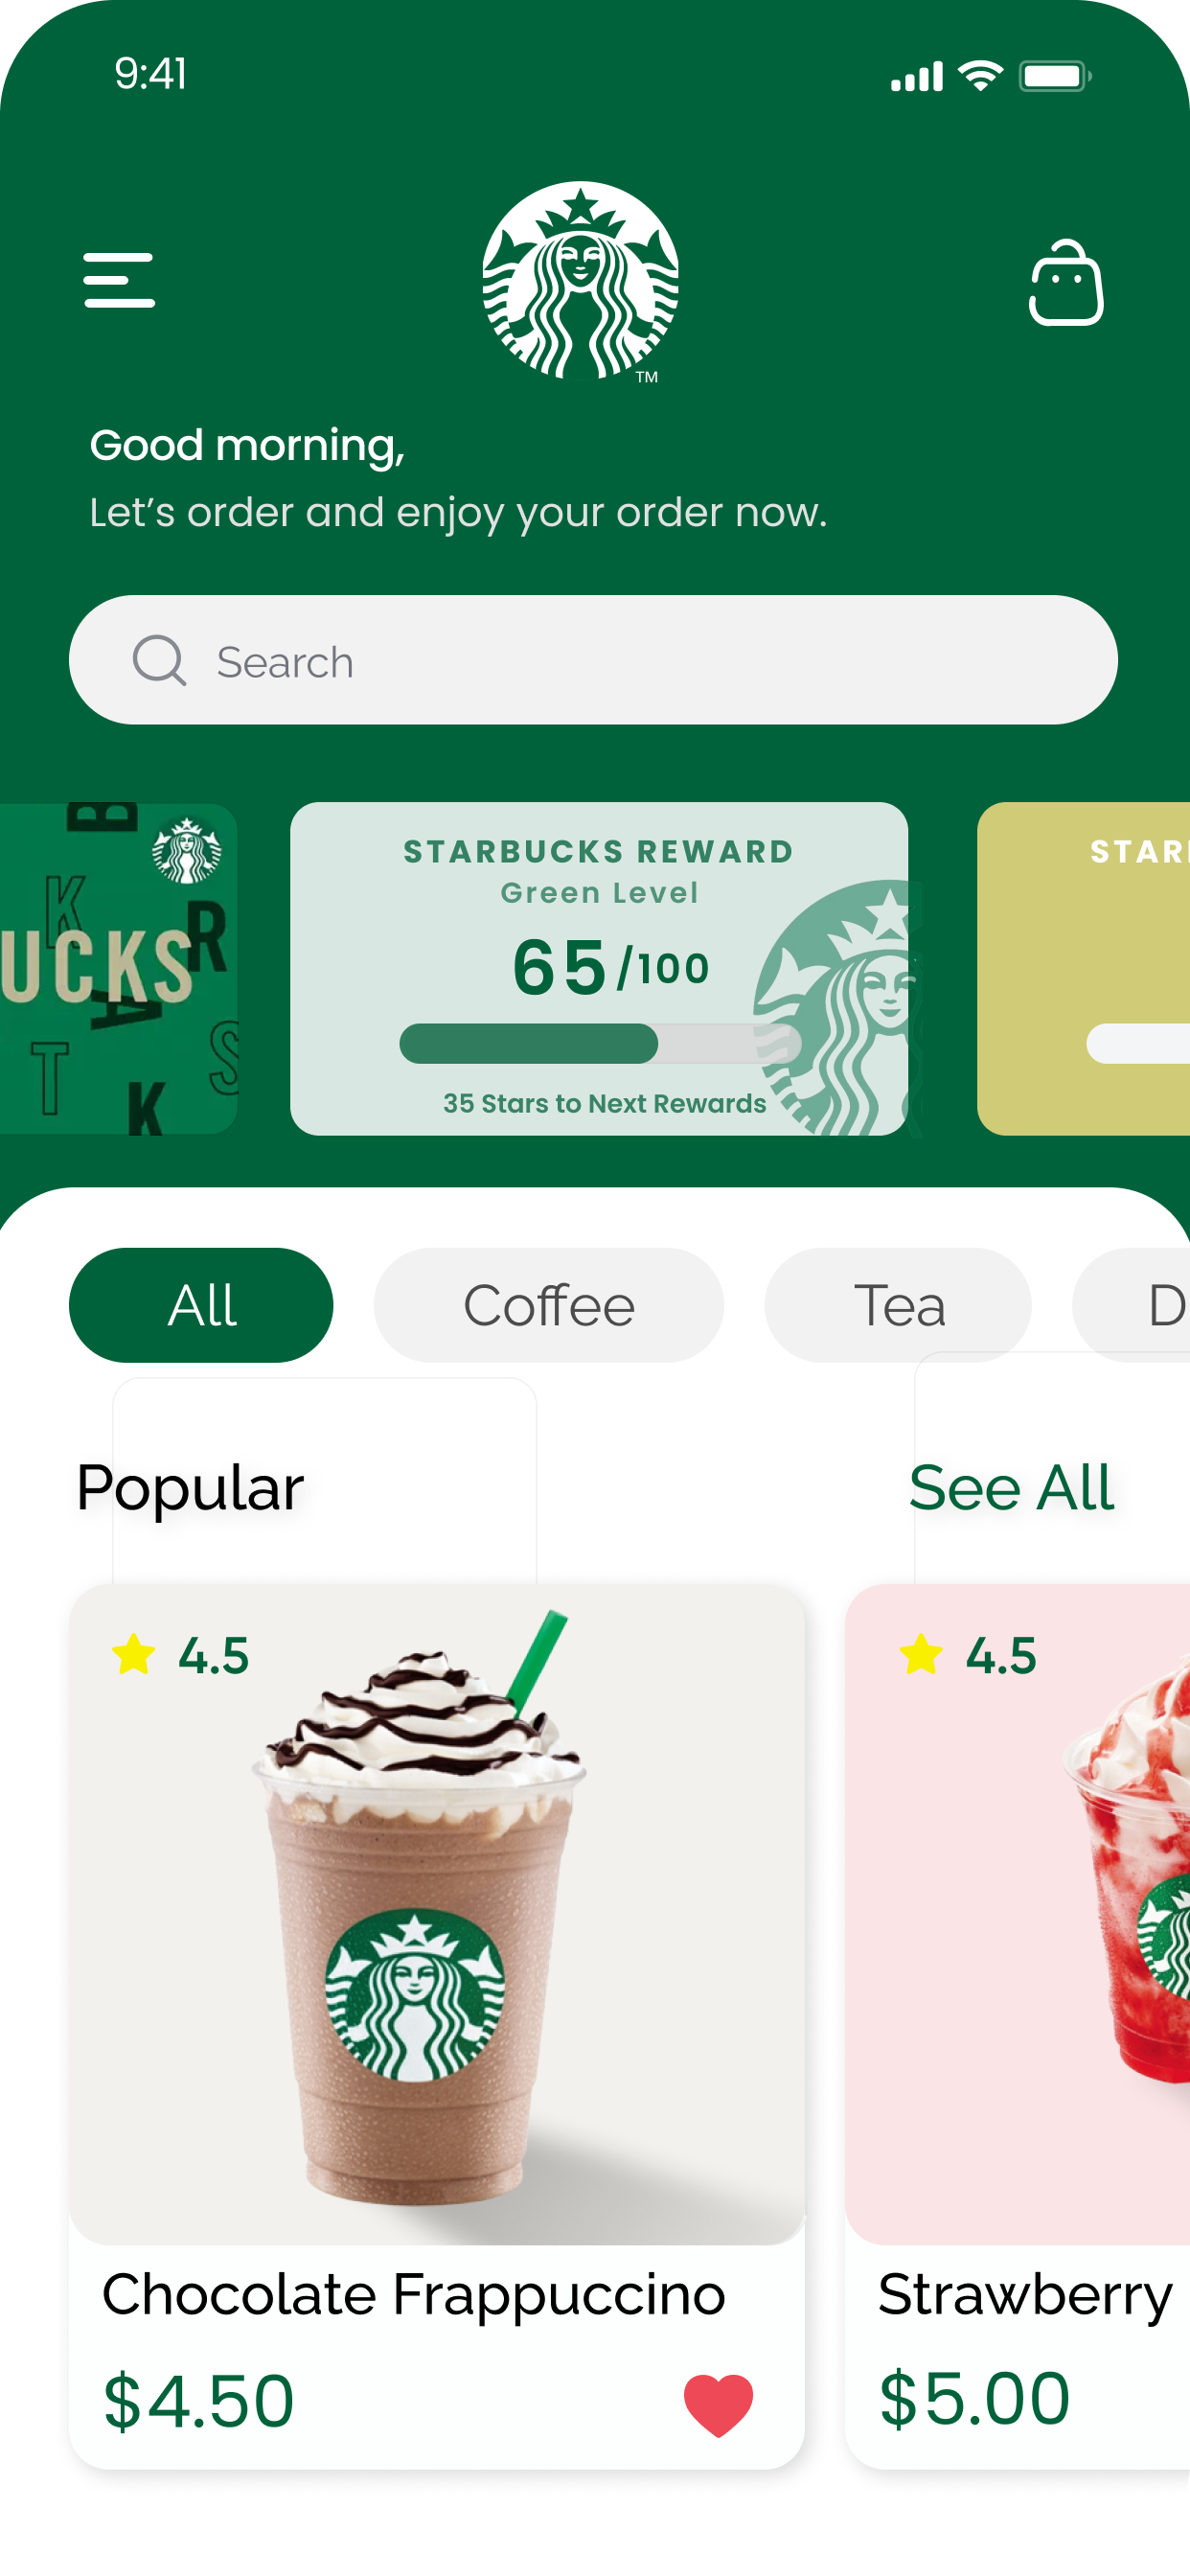 9:41
TM
Good morning,
Let’s order and enjoy your order now.
Search
B
K
R
UCKS
A
T
S
K
STARBUCKS REWARD
Green Level
65/100
35 Stars to Next Rewards
STAR
All
Coffee
Tea
D
Popular
See All
4.5
4.5
Chocolate Frappuccino
$4.50
Strawberry
$5.00